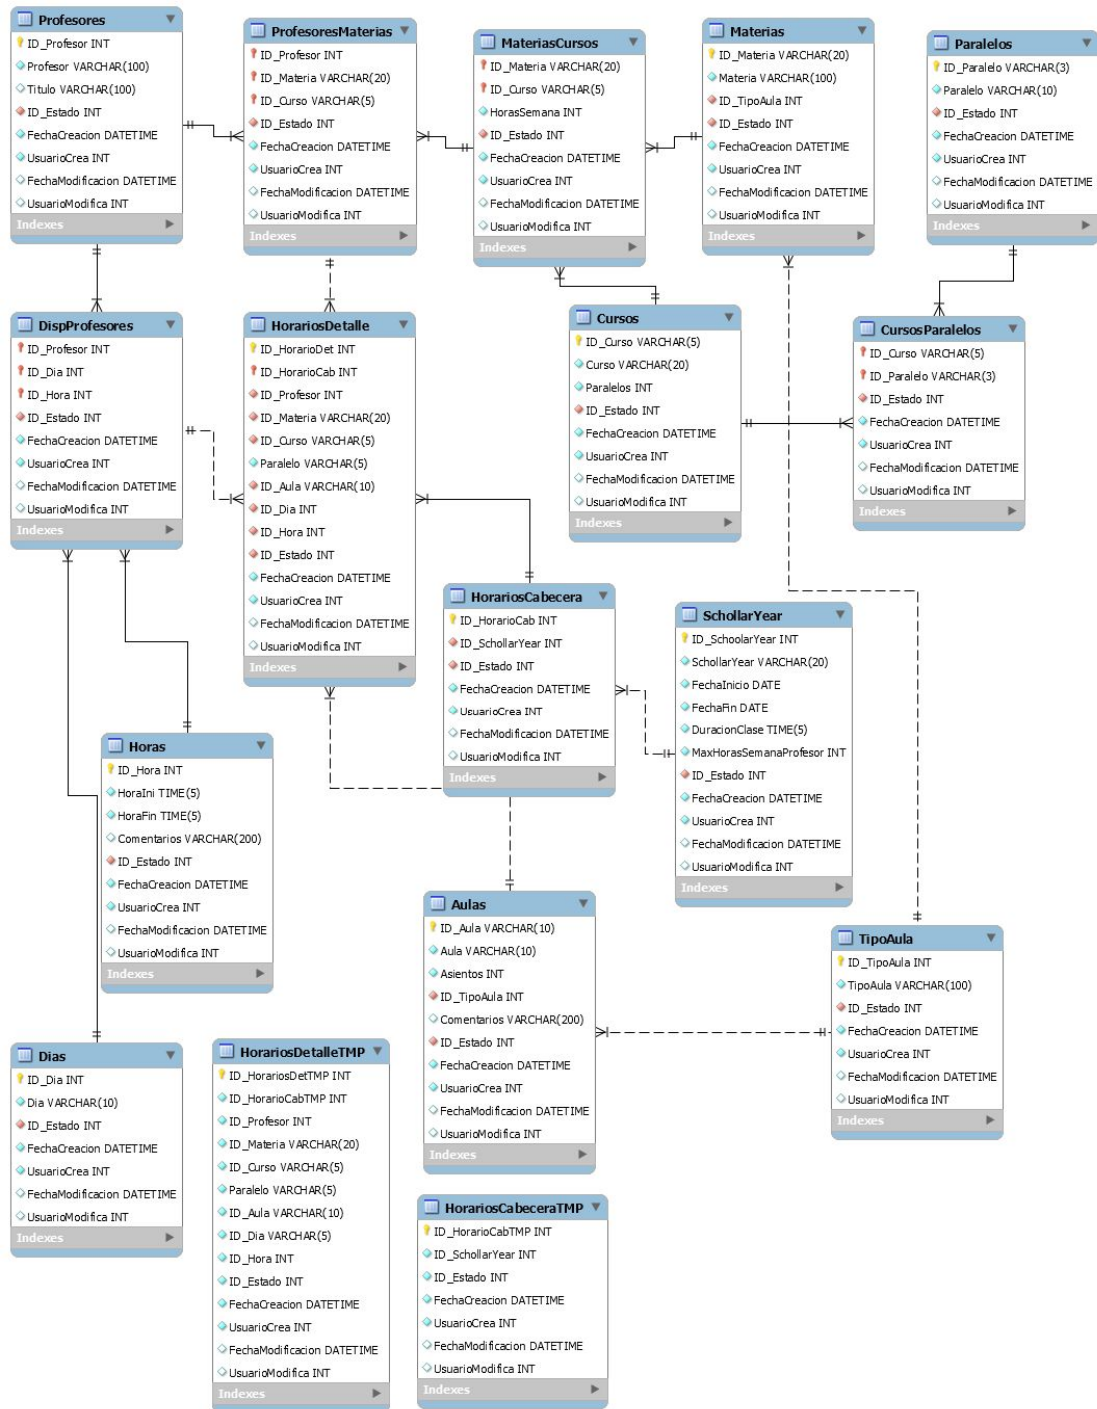 Profesores
ID_Profesor INT
Profesor VARCHAR(100)
Titulo VARCHAR(100)
ID_Estado INT
FechaCreacion DATETIME
UsuarioCrea INT
FechaModificacion DATETIME
UsuarioModifica INT
Indexes
ProfesoresMaterias
ID_Profesor INT
ID_Materia VARCHAR(20)
ID_Curso VARCHAR(5)
ID_Estado INT
FechaCreacion DATETIME
UsuarioCrea INT
FechaModificacion DATETIME
UsuarioModifica INT
Indexes
MateriasCursos
ID_Materia VARCHAR(20)
ID_Curso VARCHAR(5)
HorasSemana INT
ID_Estado INT
FechaCreacion DATETIME
UsuarioCrea INT
FechaModificacion DATETIME
UsuarioModifica INT
Indexes
Materias
ID_Materia VARCHAR(20)
Materia VARCHAR(100)
ID_TipoAula INT
ID_Estado INT
FechaCreacion DATETIME
UsuarioCrea INT
FechaModificacion DATETIME
UsuarioModifica INT
Indexes
Paralelos
ID_Paralelo VARCHAR(3)
Paralelo VARCHAR(10)
ID_Estado INT
FechaCreacion DATETIME
UsuarioCrea INT
FechaModificacion DATETIME
UsuarioModifica INT
Indexes
DispProfesores
ID_Profesor INT
ID_Dia INT
ID_Hora INT
ID_Estado INT
FechaCreacion DATETIME
UsuarioCrea INT
FechaModificacion DATETIME
UsuarioModifica INT
Indexes
HorariosDetalle
ID_HorarioDet INT
ID_HorarioCab INT
ID_Profesor INT
ID_Materia VARCHAR(20)
ID_Curso VARCHAR(5)
Paralelo VARCHAR(5)
ID_Aula VARCHAR(10)
ID_Dia INT
ID_Hora INT
ID_Estado INT
FechaCreacion DATETIME
UsuarioCrea INT
FechaModificacion DATETIME
UsuarioModifica INT
Indexes
Cursos
ID_Curso VARCHAR(5)
Curso VARCHAR(20)
Paralelos INT
ID_Estado INT
FechaCreacion DATETIME
UsuarioCrea INT
FechaModificacion DATETIME
UsuarioModifica INT
Indexes
CursosParalelos
ID_Curso VARCHAR(5)
ID_Paralelo VARCHAR(3)
ID_Estado INT
FechaCreacion DATETIME
UsuarioCrea INT
FechaModificacion DATETIME
UsuarioModifica INT
Indexes
HorariosCabecera
ID_HorarioCab INT
ID_SchollarYear INT
ID_Estado INT
FechaCreacion DATETIME
UsuarioCrea INT
FechaModificacion DATETIME
UsuarioModifica INT
Indexes
SchollarYear
ID_SchoolarYear INT
SchollarYear VARCHAR(20)
FechaInicio DATE
FechaFin DATE
DuracionClase TIME(5)
MaxHorasSemanaProfesor INT
ID_Estado INT
FechaCreacion DATETIME
UsuarioCrea INT
FechaModificacion DATETIME
UsuarioModifica INT
Indexes
Horas
ID_Hora INT
HoraIni TIME(5)
HoraFin TIME(5)
Comentarios VARCHAR(200)
ID_Estado INT
FechaCreacion DATETIME
UsuarioCrea INT
FechaModificacion DATETIME
UsuarioModifica INT
Indexes
Aulas
ID_Aula VARCHAR(10)
Aula VARCHAR(10)
Asientos INT
ID_TipoAula INT
Comentarios VARCHAR(200)
ID_Estado INT
FechaCreacion DATETIME
UsuarioCrea INT
FechaModificacion DATETIME
UsuarioModifica INT
Indexes
TipoAula
ID_TipoAula INT
TipoAula VARCHAR(100)
ID_Estado INT
FechaCreacion DATETIME
UsuarioCrea INT
FechaModificacion DATETIME
UsuarioModifica INT
Indexes
Dias
ID_Dia INT
Dia VARCHAR(10)
ID_Estado INT
FechaCreacion DATETIME
UsuarioCrea INT
FechaModificacion DATETIME
UsuarioModifica INT
Indexes
HorariosDetalleTMP
ID_HorariosDetTMP INT
ID_HorarioCabTMP INT
ID_Profesor INT
ID_Materia VARCHAR(20)
ID_Curso VARCHAR(5)
Paralelo VARCHAR(5)
ID_Aula VARCHAR(10)
ID_Dia VARCHAR(5)
ID_Hora INT
ID_Estado INT
FechaCreacion DATETIME
UsuarioCrea INT
FechaModificacion DATETIME
UsuarioModifica INT
Indexes
HorariosCabeceraTMP
ID_HorarioCabTMP INT
ID_SchollarYear INT
ID_Estado INT
FechaCreacion DATETIME
UsuarioCrea INT
FechaModificacion DATETIME
UsuarioModifica INT
Indexes